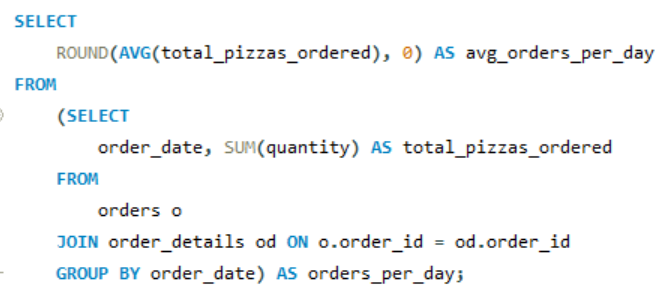 SELECT
ROUND(AVG(total_pizzas_ordered), 0) AS avg_orders_per_day
FROM
(SELECT
order_date, SUM(quantity) AS total_pizzas_ordered
FROM
orders o
JOIN order_details od ON o.order_id = od.order_id
GROUP BY order_date) AS orders_per_day;